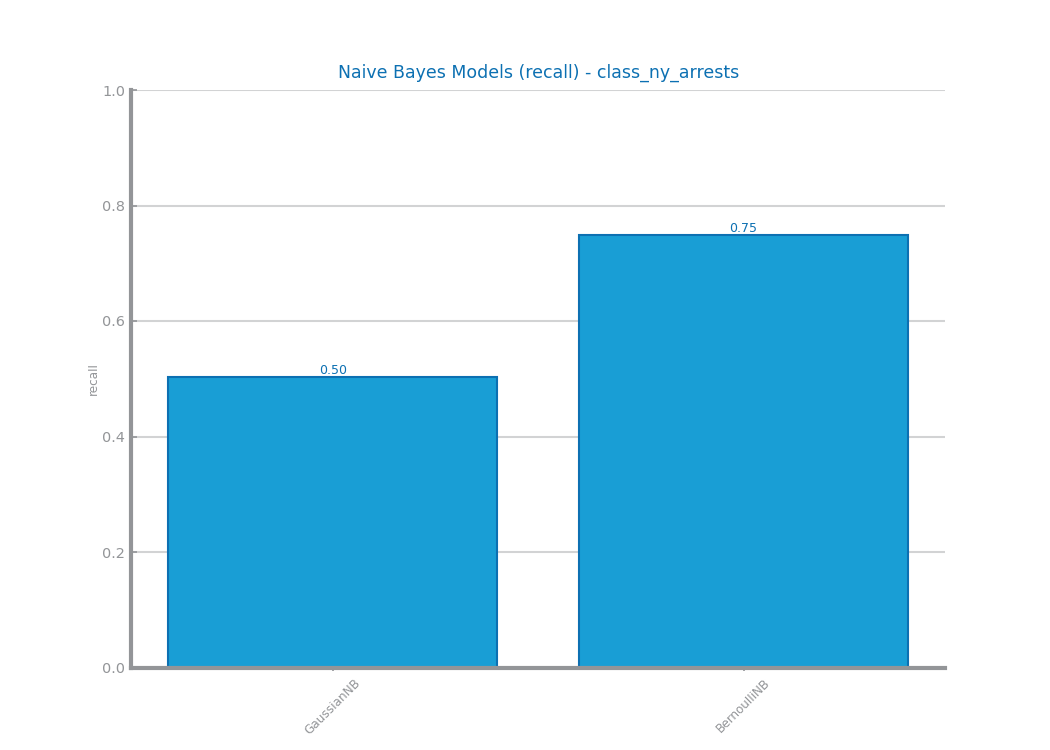 Naive Bayes Models (recall) - class_ny_arrests
1.0
0.8
0.75
0.6
recall
0.50
0.4
0.2
0.0
GaussianNB
BernoulliNB